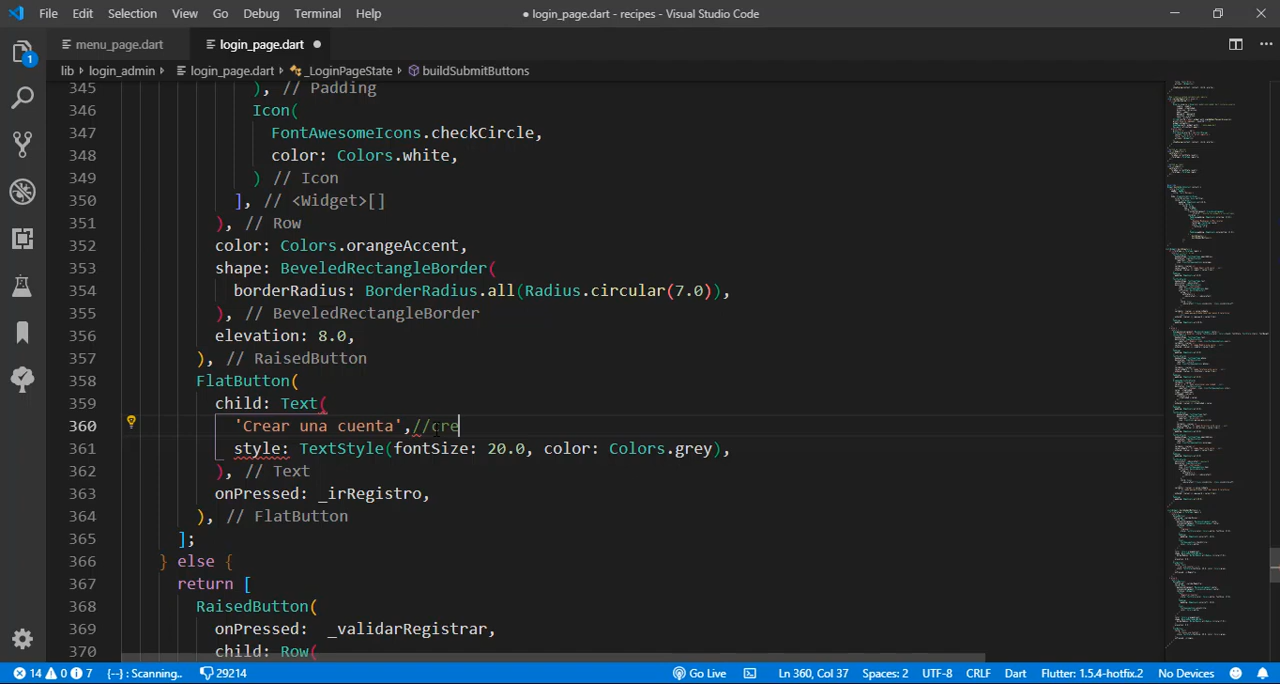 File Edit Selection View Go Debug Terminal Help ● login_page.dart - recipes - Visual Studio Code
menu_page.dart login_page.dart
lib › login_admin › login_page.dart › _LoginPageState › buildSubmitButtons
1
345 ), // Padding
346 Icon(
347 FontAwesomeIcons.checkCircle,
348 color: Colors.white,
349 ) // Icon
350 ], // <Widget>[]
351 ), // Row
352 color: Colors.orangeAccent,
353 shape: BeveledRectangleBorder(
354 borderRadius: BorderRadius.all(Radius.circular(7.0)),
355 ), // BeveledRectangleBorder
356 elevation: 8.0,
357 ), // RaisedButton
358 FlatButton(
359 child: Text(
360 'Crear una cuenta',//cre
361 style: TextStyle(fontSize: 20.0, color: Colors.grey),
362 ), // Text
363 onPressed: _irRegistro,
364 ), // FlatButton
365 ];
366 } else {
367 return [
368 RaisedButton(
369 onPressed: _validarRegistrar,
370 child: Row(
14 0 7 {--} : Scanning.. 29214 Go Live Ln 360, Col 37 Spaces: 2 UTF-8 CRLF Dart Flutter: 1.5.4-hotfix.2 No Devices